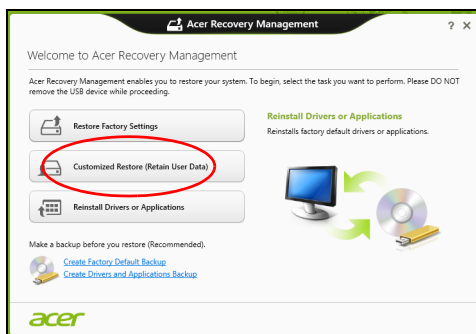 Acer Recovery Management
? X
Welcome to Acer Recovery Management
Acer Recovery Management enables you to restore your system. To begin, select the task you want to perform. Please DO NOT
remove the USB device while proceeding.
Restore Factory Settings
Customized Restore (Retain User Data)
Reinstall Drivers or Applications
Reinstall Drivers or Applications
Reinstalls factory default drivers or applications.
Make a backup before you restore (Recommended).
Create Factory Default Backup
Create Drivers and Applications Backup
acer